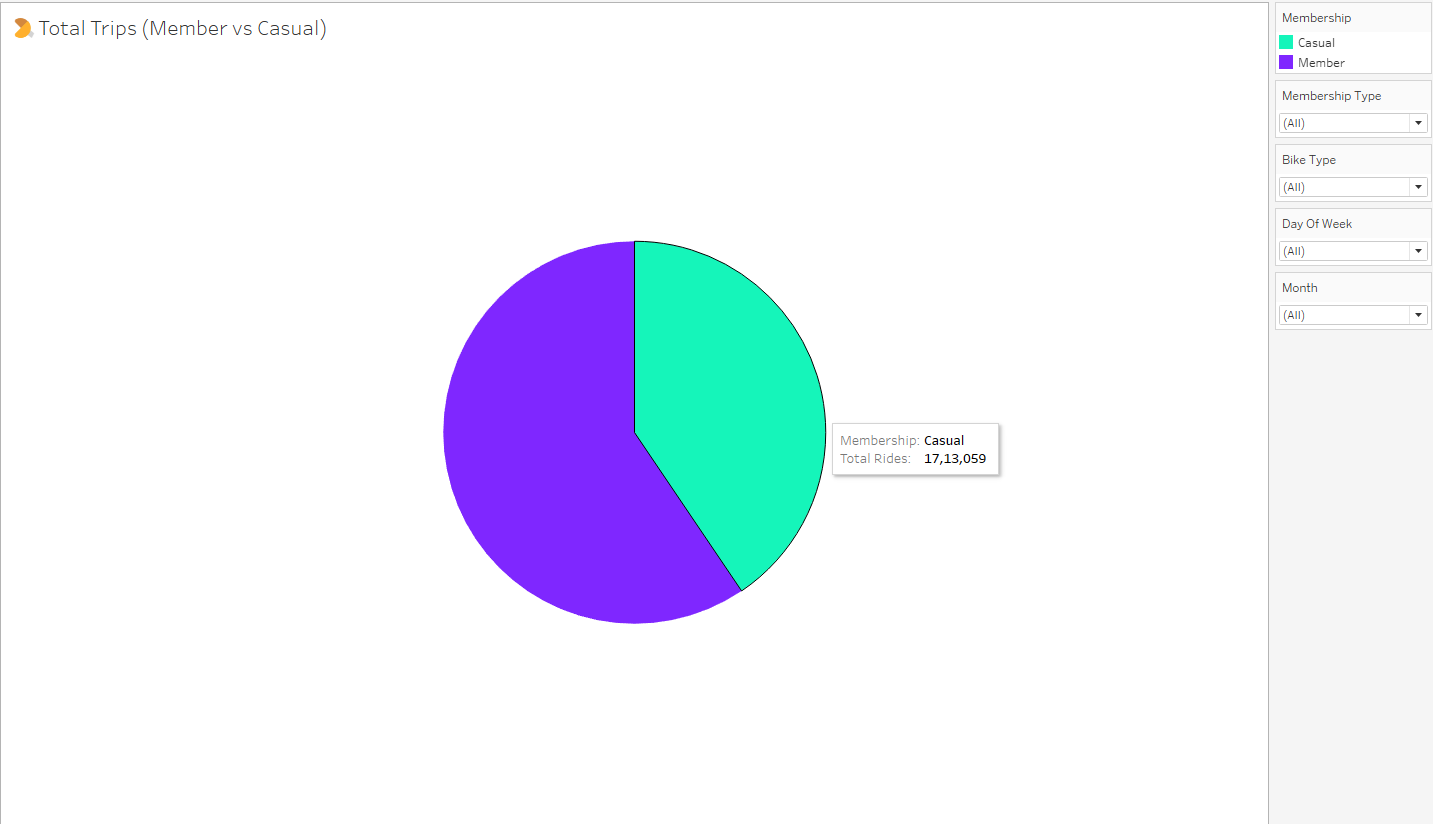 Total Trips (Member vs Casual)
Membership: Casual
Total Rides: 17,13,059
Membership
Casual
Member
Membership Type
(All)
Bike Type
(All)
Day Of Week
(All)
Month
(All)